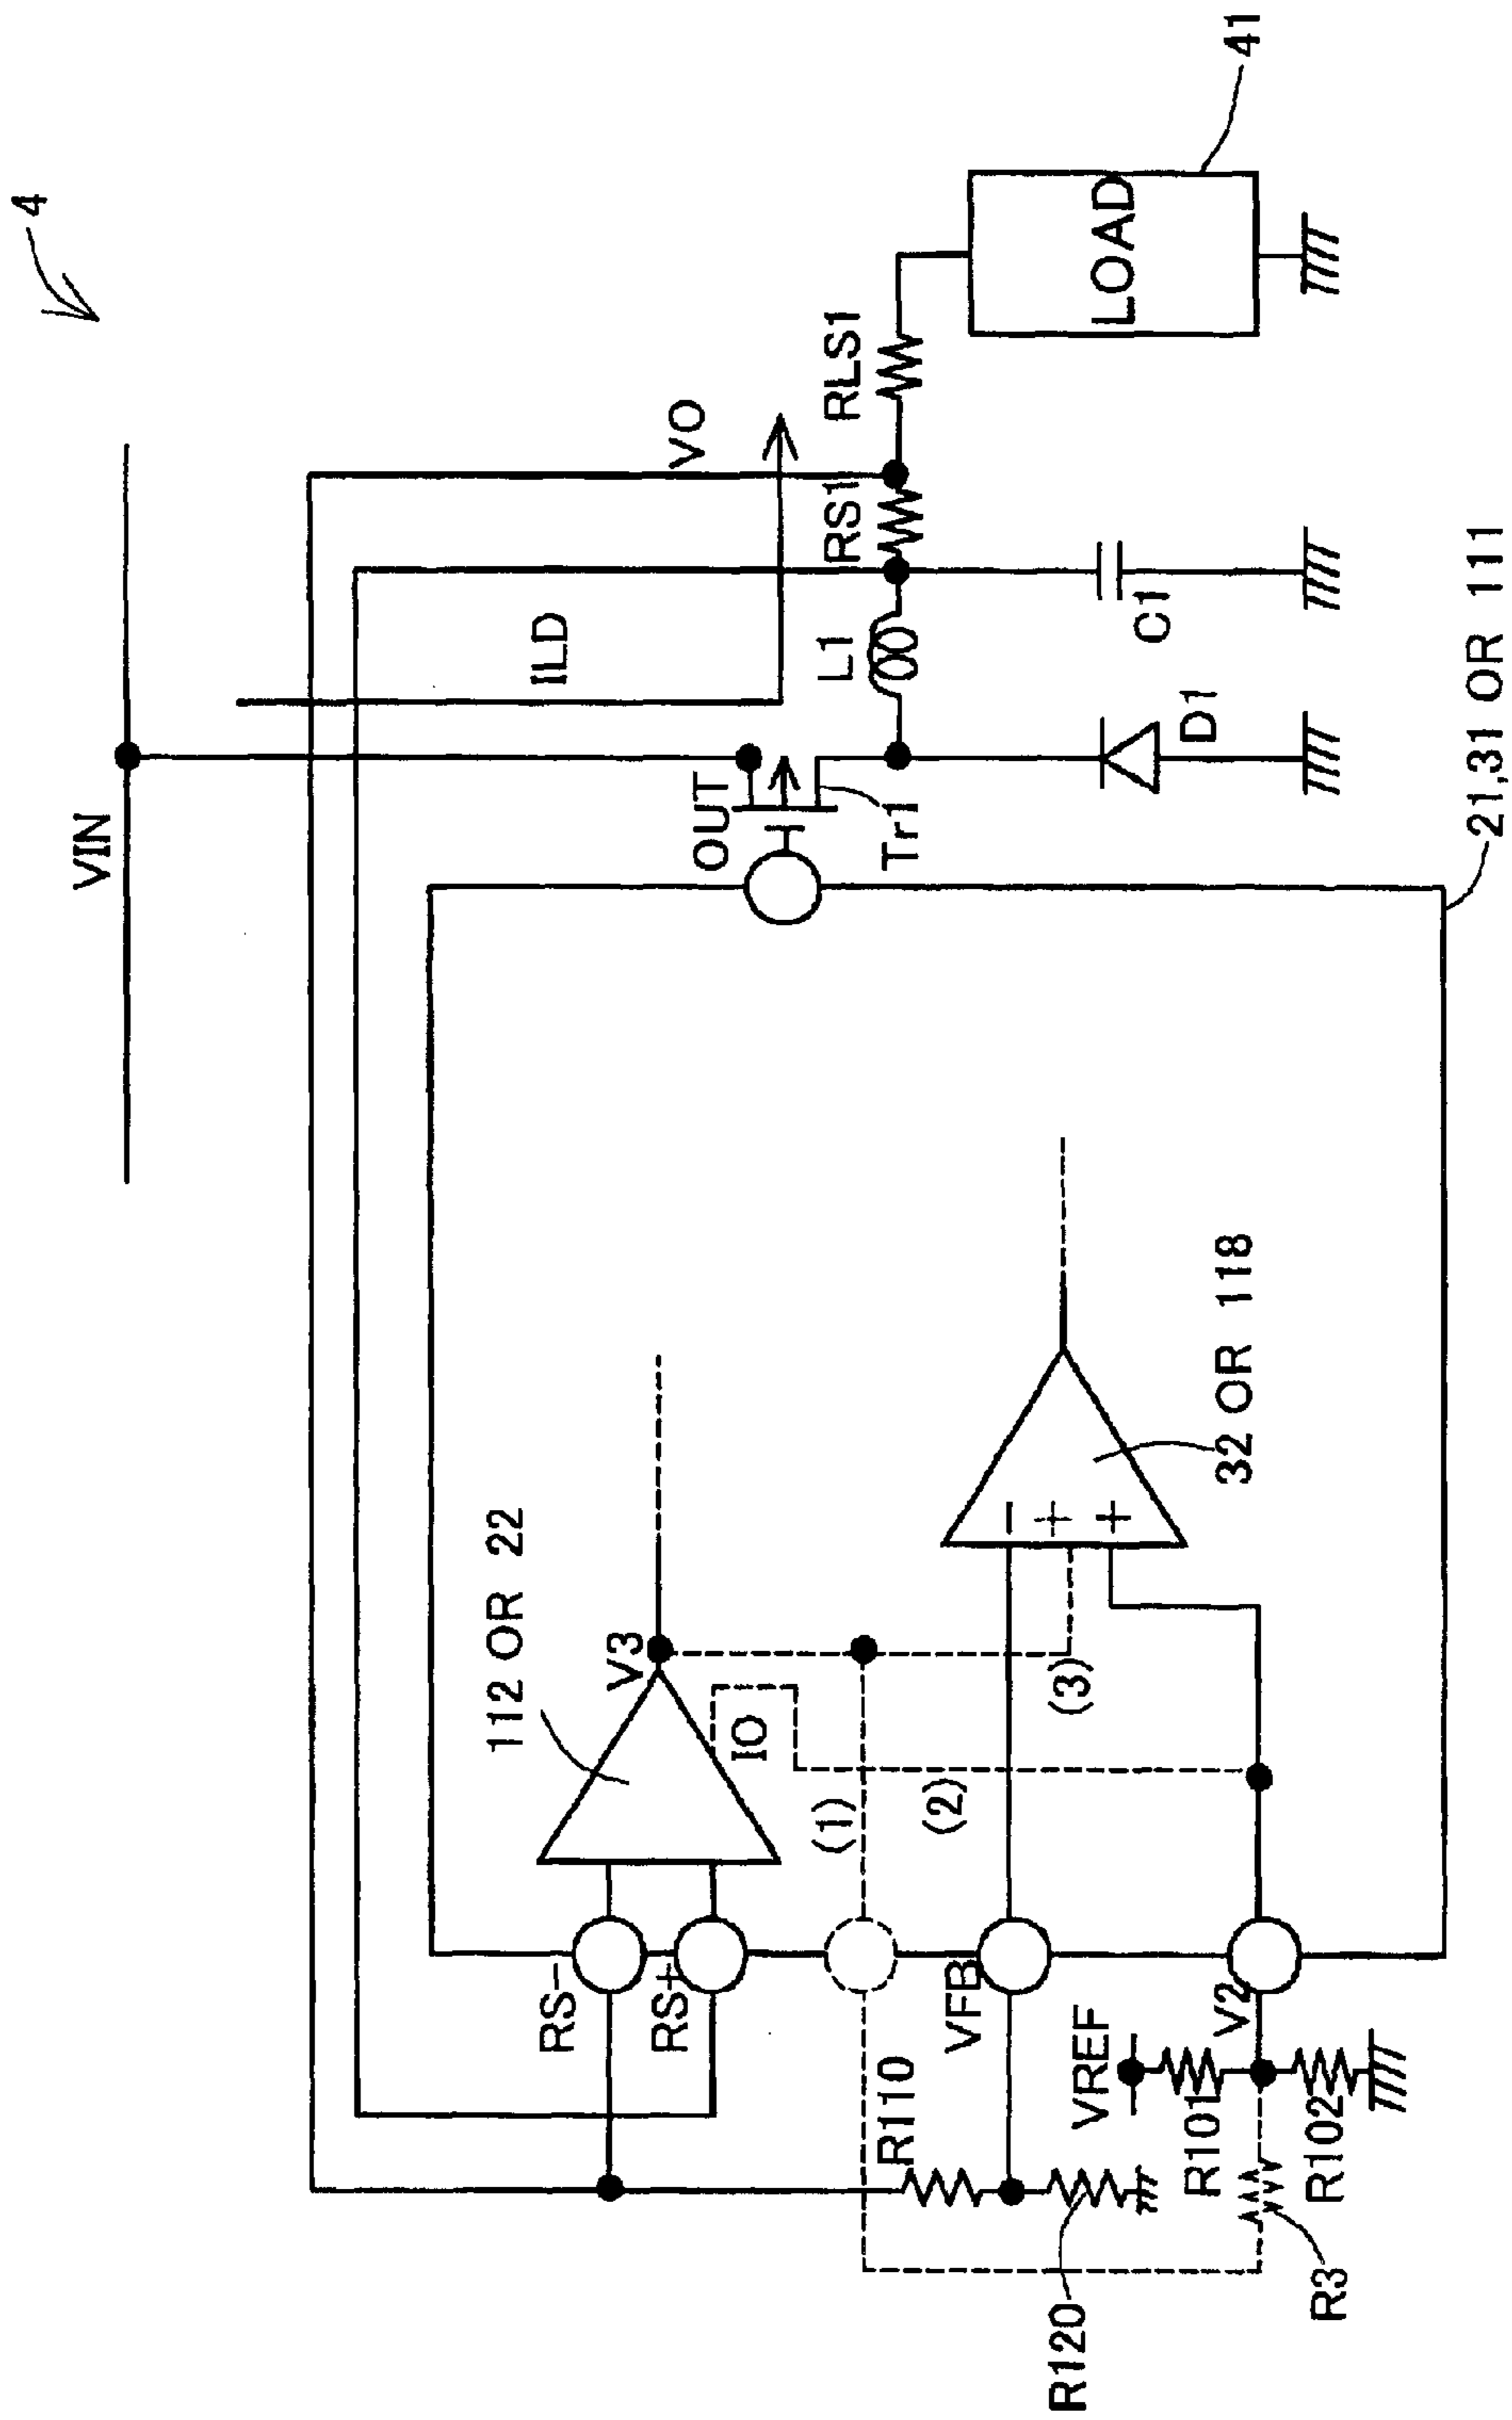 4
VIN
ILD
VO
OUT
Tr1
L1
RS1
RLS1
D1
C1
LOAD
41
112 OR 22
V3
IO
RS-
RS+
(1)
(2)
(3)
-
+
+
32 OR 118
VFB
V2
VREF
R110
R120
R101
R102
R3
21,31 OR 111